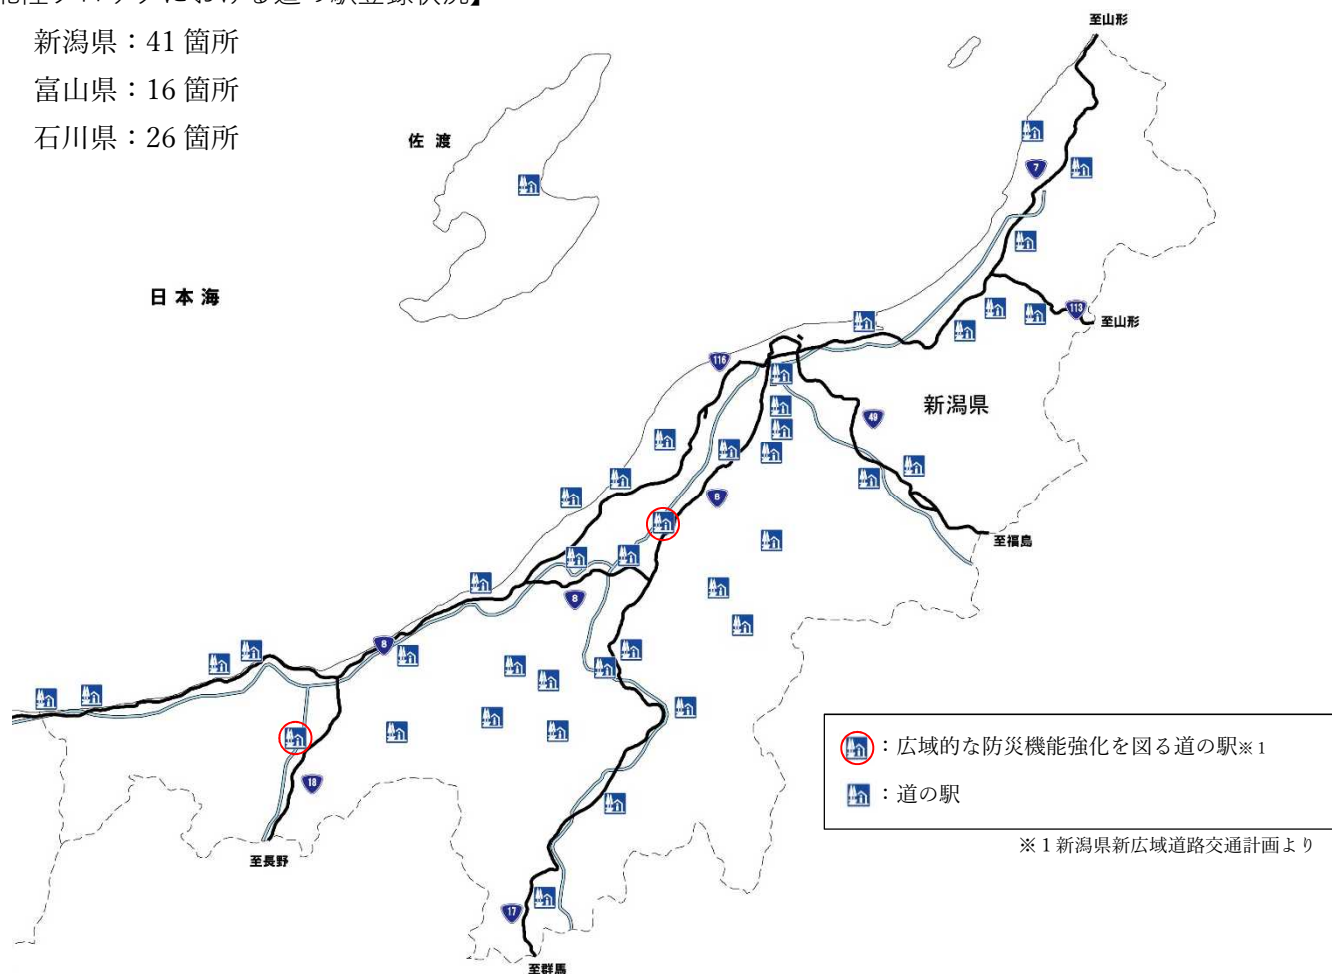 新潟県：41 箇所
富山県：16 箇所
石川県：26 箇所
至山形
佐 渡
7
日 本 海
113
至山形
116
新潟県
49
8
至福島
8
8
18
：広域的な防災機能強化を図る道の駅※1
：道の駅
※１新潟県新広域道路交通計画より
至長野
17
至群馬